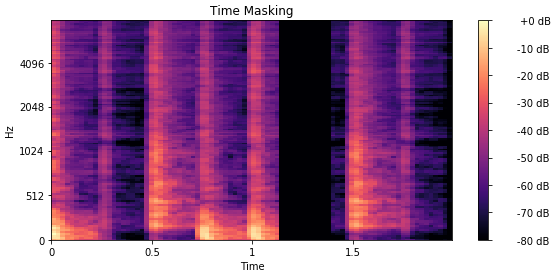 Time Masking
Hz
4096
2048
1024
512
0
0
0.5
1
1.5
Time
+0 dB
-10 dB
-20 dB
-30 dB
-40 dB
-50 dB
-60 dB
-70 dB
-80 dB